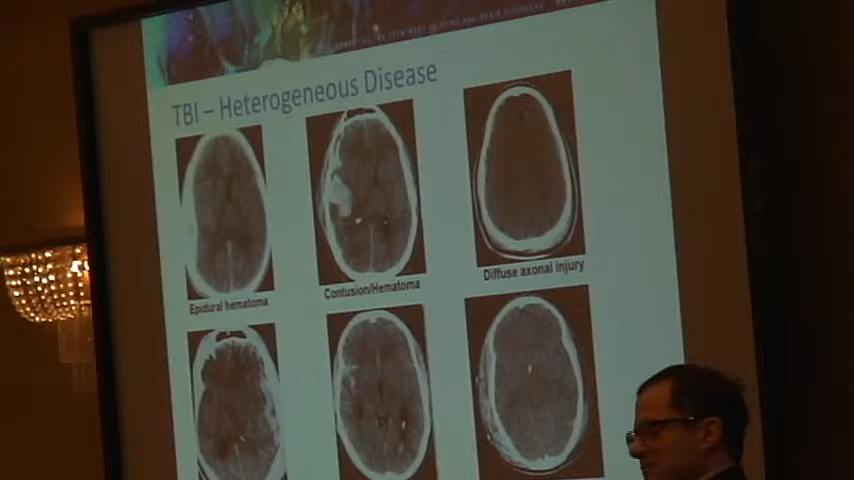 TBI – Heterogeneous Disease
Epidural hematoma
Contusion/Hematoma
Diffuse axonal injury